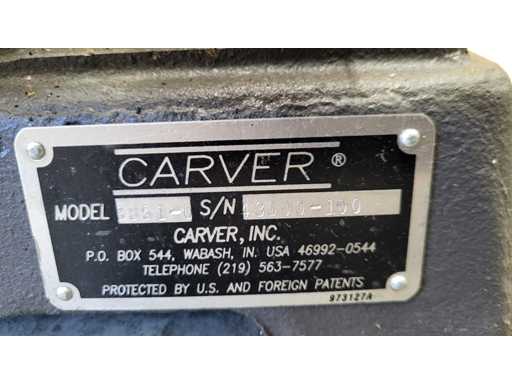 CARVER®
MODEL S/N
CARVER, INC.
P.O. BOX 544, WABASH, IN. USA 46992-0544
TELEPHONE (219) 563-7577
PROTECTED BY U.S. AND FOREIGN PATENTS
973127A